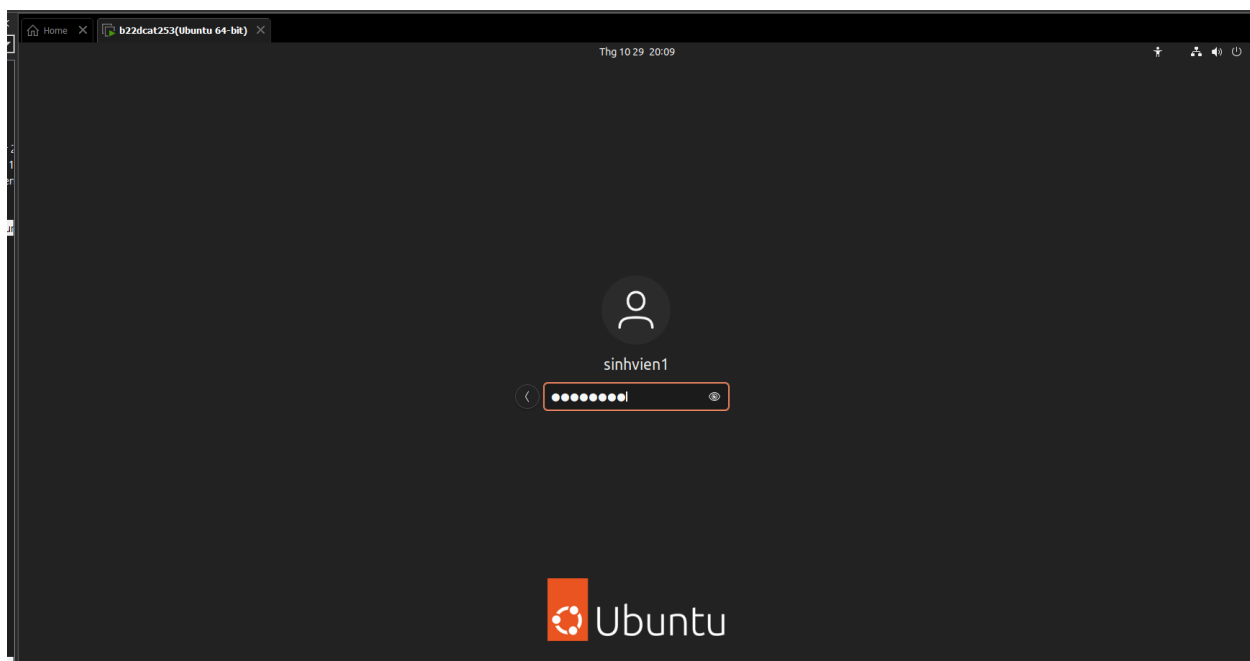 Home
b22dcat253(Ubuntu 64-bit)
Thg 10 29 20:09
sinhvien1
Ubuntu